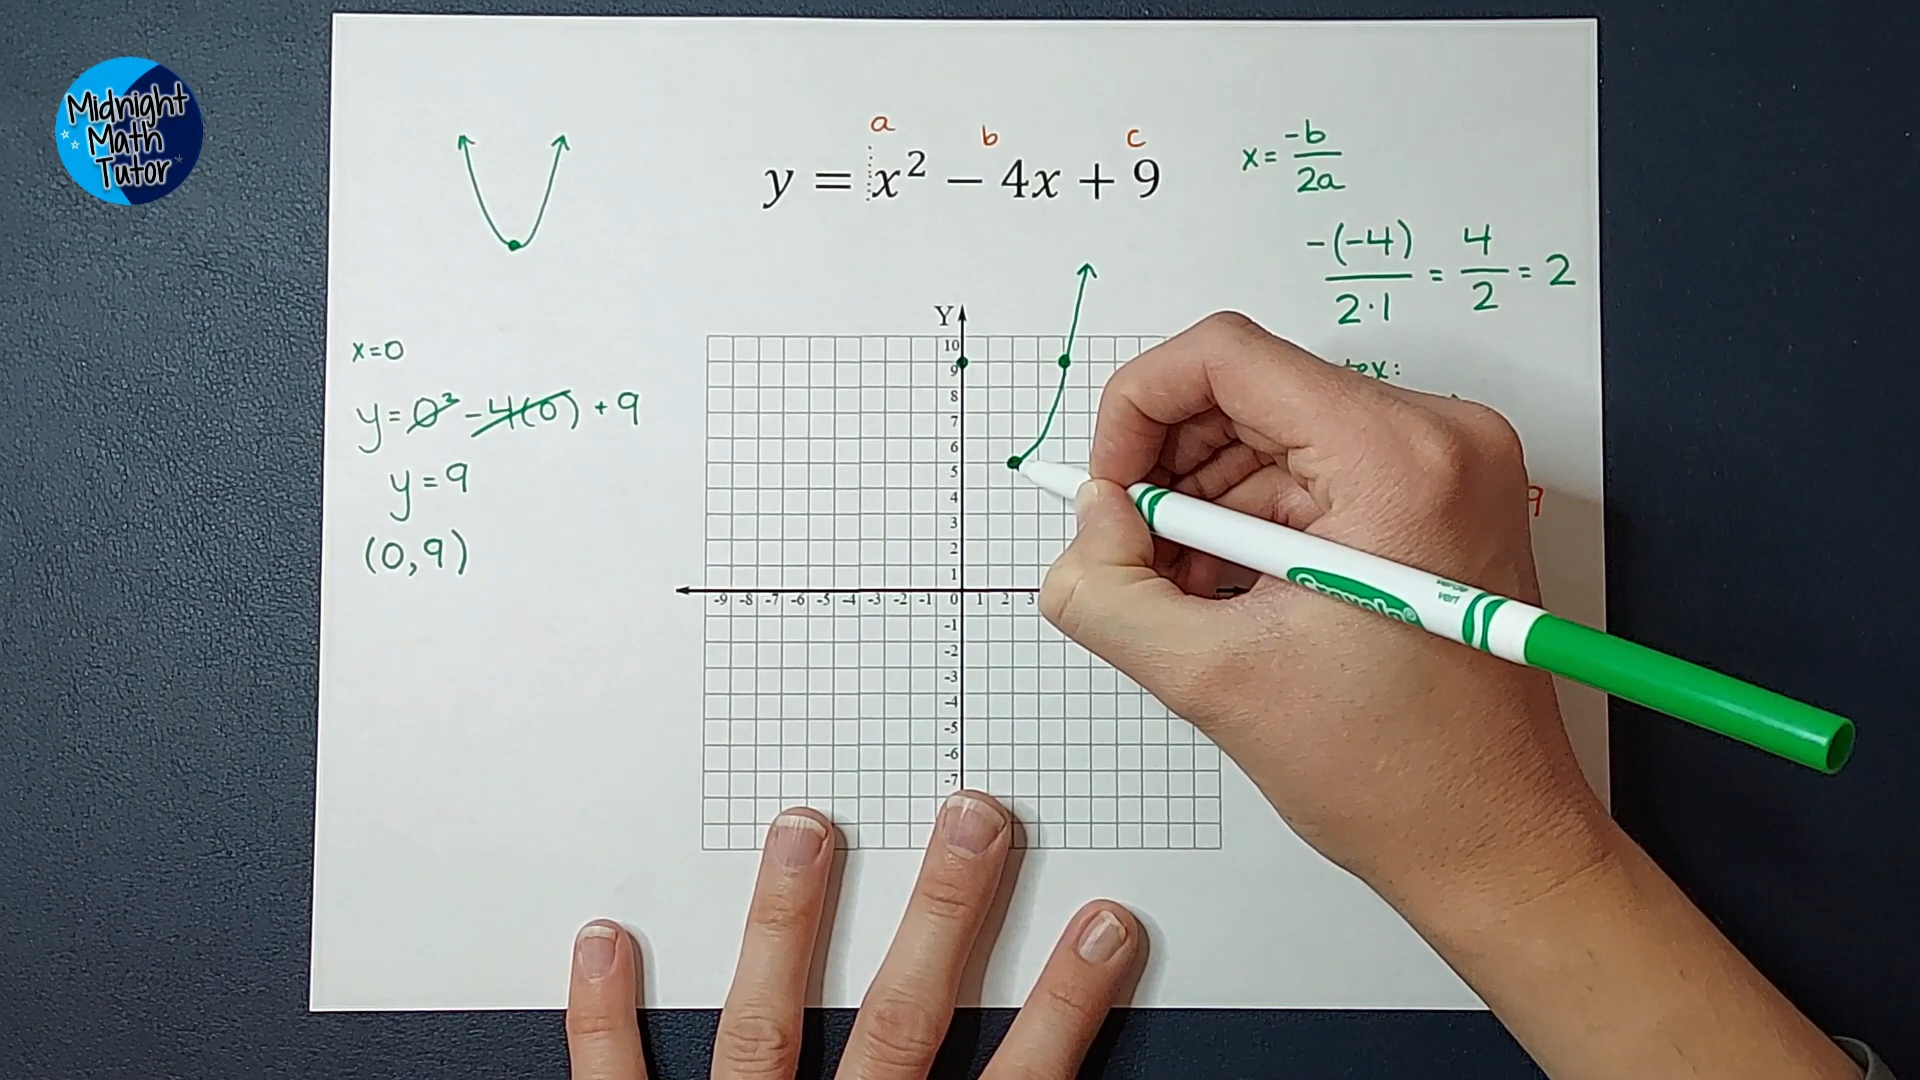 Midnight
Math
Tutor
a b c
y = x² − 4x + 9
x = -b/2a
-(-4)/2·1 = 4/2 = 2
x=0
y = 0² - 4(0) + 9
y = 9
(0,9)
9
Y
10
9
8
7
6
5
4
3
2
1
-9 -8 -7 -6 -5 -4 -3 -2 -1 0 1 2 3
-1
-2
-3
-4
-5
-6
-7